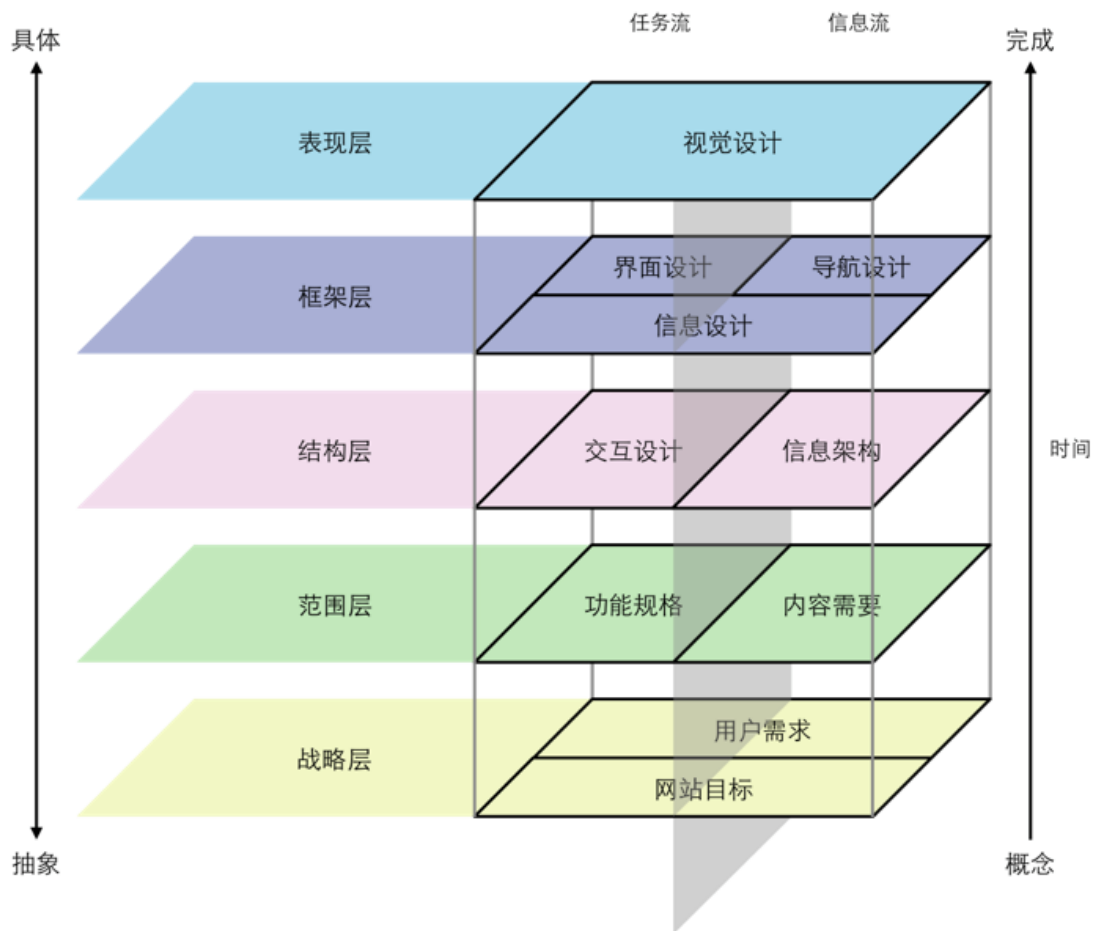 任务流
信息流
具体
完成
表现层
视觉设计
框架层
界面设计
导航设计
信息设计
结构层
交互设计
信息架构
时间
范围层
功能规格
内容需要
战略层
用户需求
网站目标
抽象
概念